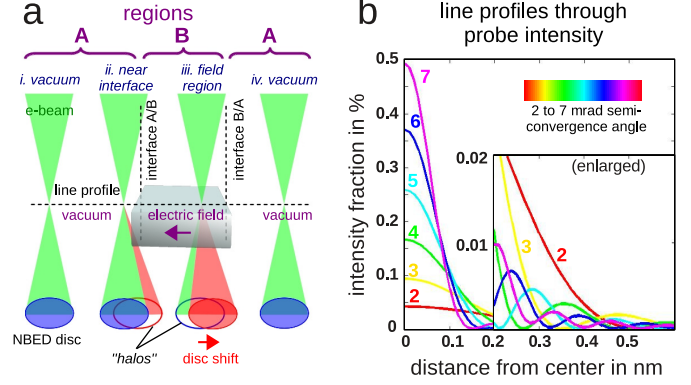 a
regions
A
B
A
i. vacuum
ii. near
interface
iii. field
region
iv. vacuum
e-beam
interface A/B
interface B/A
line profile
vacuum
electric field
vacuum
NBED disc
"halos"
disc shift
b
line profiles through
probe intensity
intensity fraction in %
0.5
0.4
0.3
0.2
0.1
0
7
6
5
4
3
2
2 to 7 mrad semi-
convergence angle
(enlarged)
0.02
0.01
0
3
2
0.0
0.1
0.2
0.3
0.4
0.5
distance from center in nm